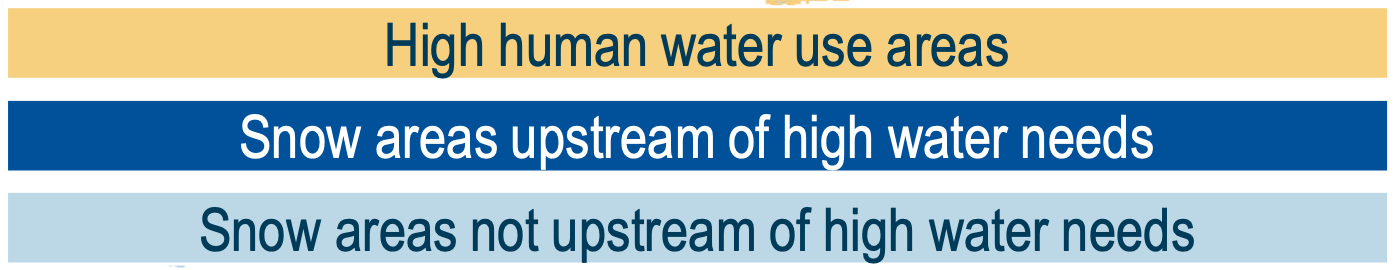 High human water use areas
Snow areas upstream of high water needs
Snow areas not upstream of high water needs